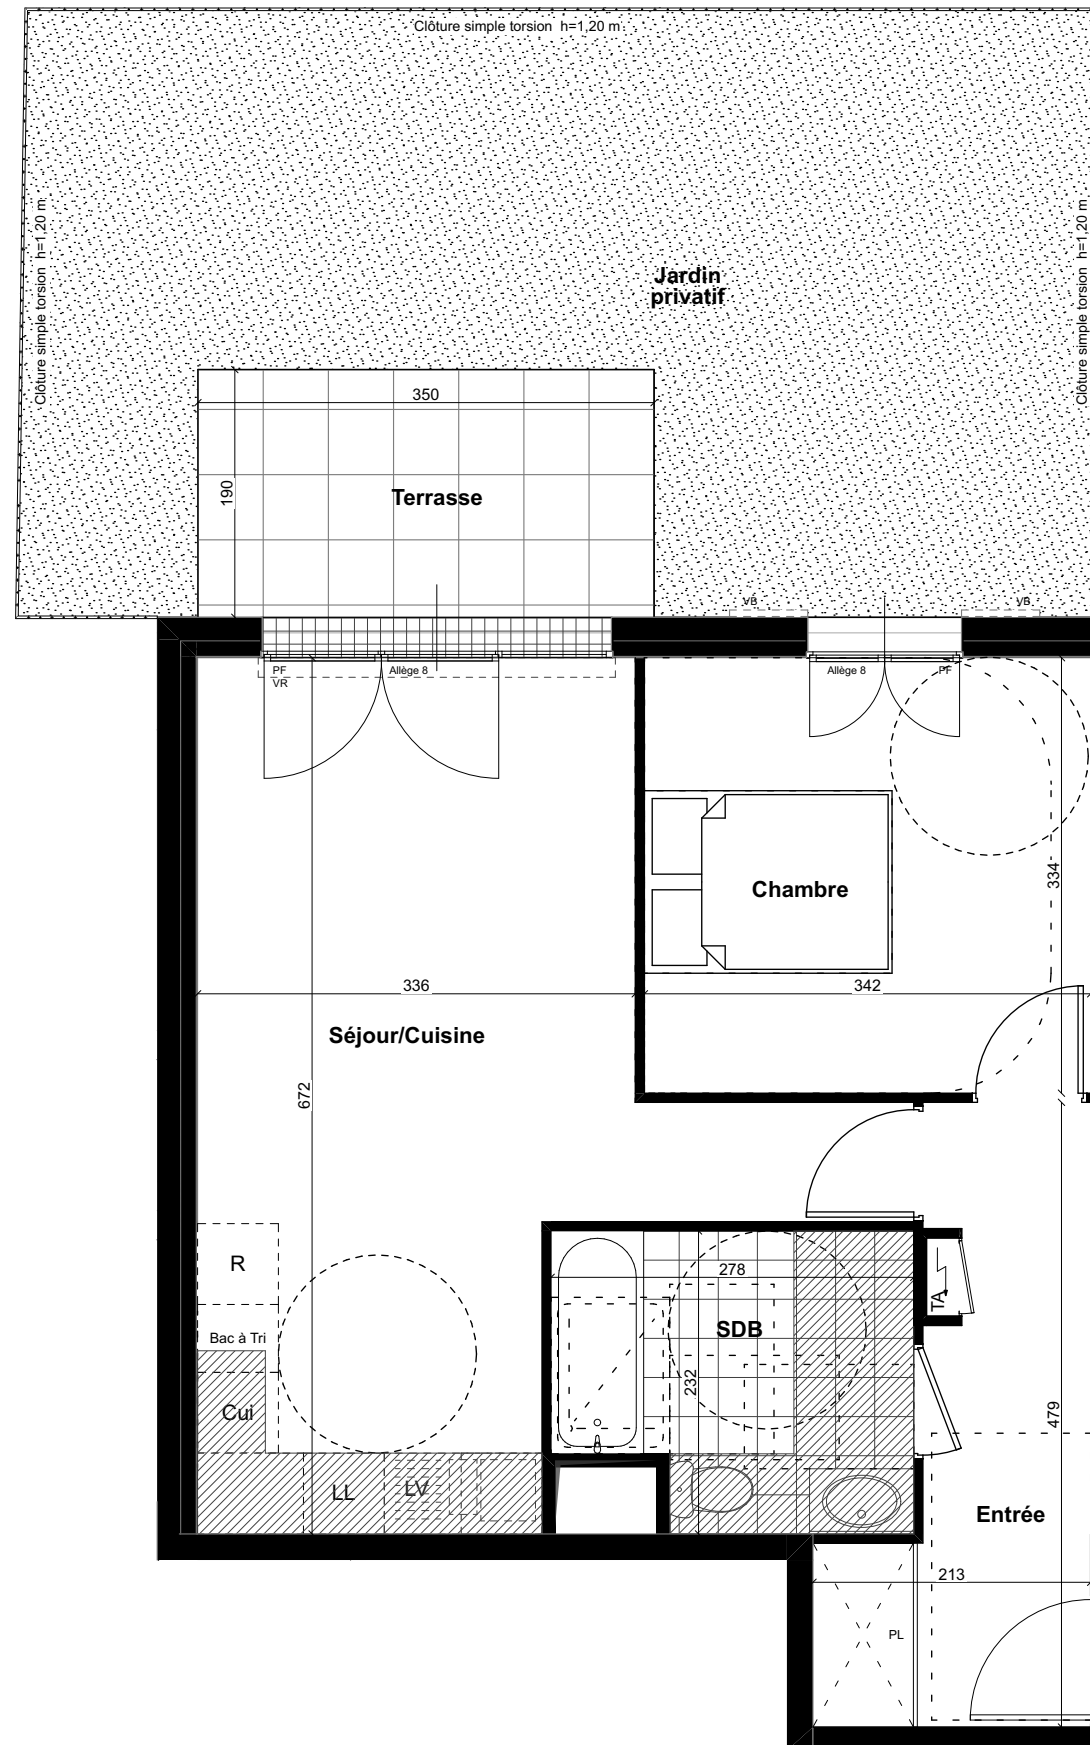 Clôture simple torsion h=1,20 m
Clôture simple torsion h=1,20 m
Clôture simple torsion h=1,20 m
Jardin
privatif
350
190
Terrasse
VB
VB
PF
VR
Allège 8
Allège 8
PF
Chambre
334
336
342
Séjour/Cuisine
672
R
278
TA
SDB
Bac à Tri
232
Cui
479
LL
LV
Entrée
213
PL